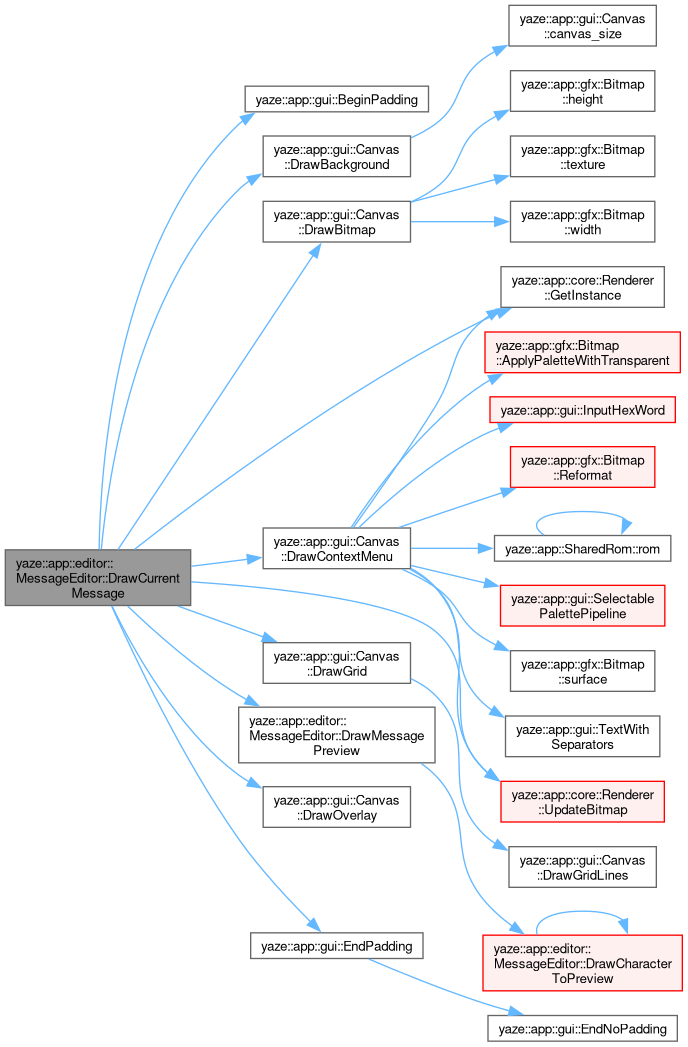 yaze::app::gui::Canvas
::canvas_size
yaze::app::gui::BeginPadding
yaze::app::gfx::Bitmap
::height
yaze::app::gui::Canvas
::DrawBackground
yaze::app::gfx::Bitmap
::texture
yaze::app::gui::Canvas
::DrawBitmap
yaze::app::gfx::Bitmap
::width
yaze::app::core::Renderer
::GetInstance
yaze::app::gfx::Bitmap
::ApplyPaletteWithTransparent
yaze::app::gui::InputHexWord
yaze::app::gfx::Bitmap
::Reformat
yaze::app::gui::Canvas
::DrawContextMenu
yaze::app::SharedRom::rom
yaze::app::editor::
MessageEditor::DrawCurrent
Message
yaze::app::gui::Selectable
PalettePipeline
yaze::app::gui::Canvas
::DrawGrid
yaze::app::gfx::Bitmap
::surface
yaze::app::editor::
MessageEditor::DrawMessage
Preview
yaze::app::gui::TextWith
Separators
yaze::app::gui::Canvas
::DrawOverlay
yaze::app::core::Renderer
::UpdateBitmap
yaze::app::gui::Canvas
::DrawGridLines
yaze::app::gui::EndPadding
yaze::app::editor::
MessageEditor::DrawCharacter
ToPreview
yaze::app::gui::EndNoPadding